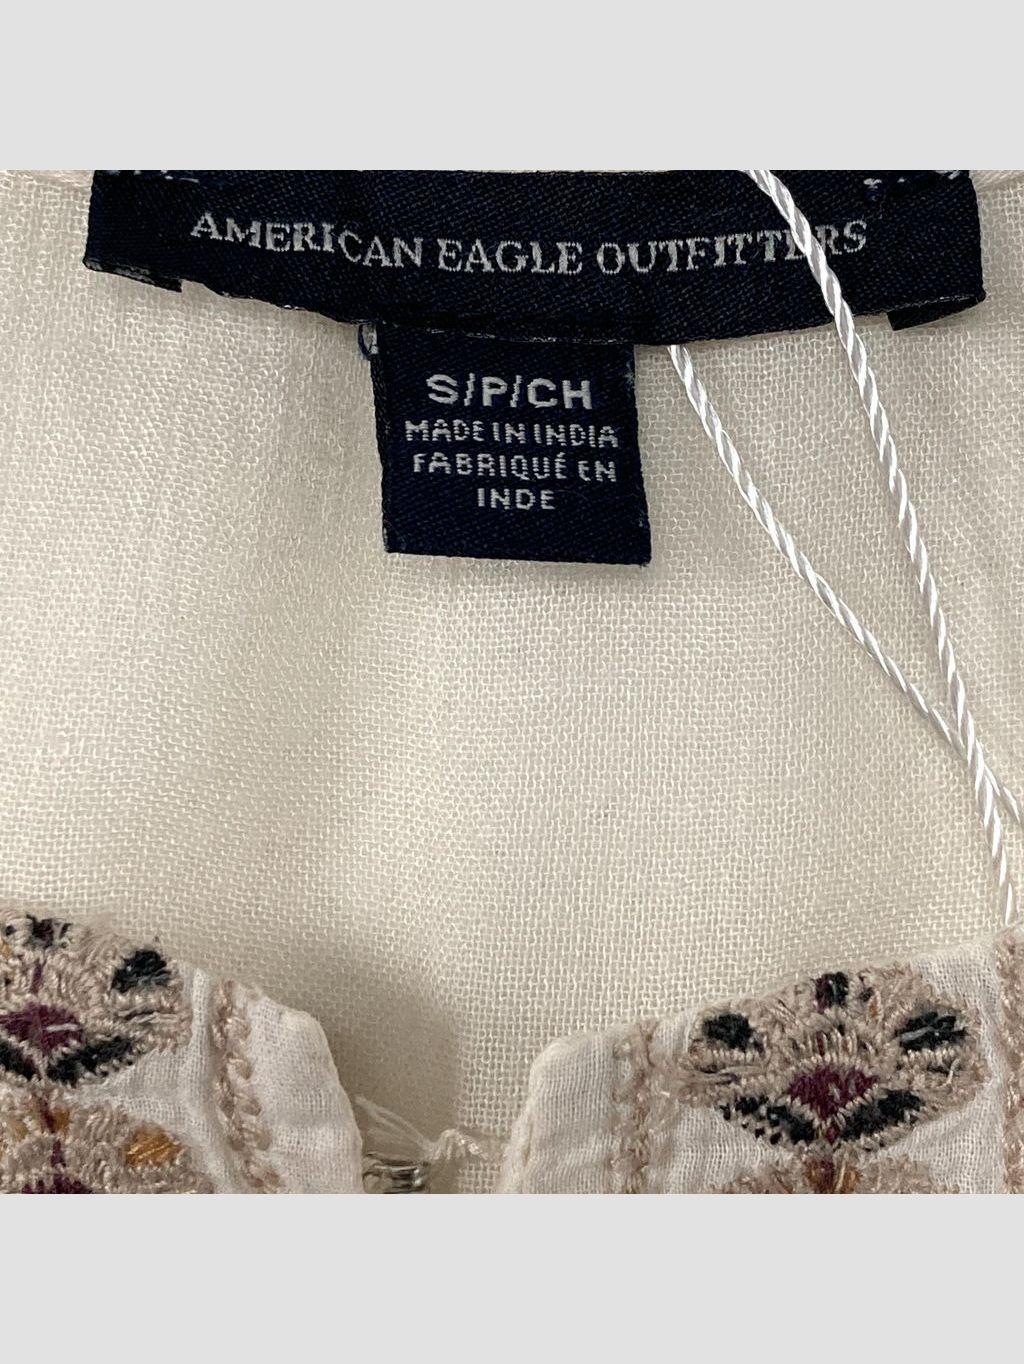 AMERICAN EAGLE OUTFITTERS
S/P/CH
MADE IN INDIA
FABRIQUÉ EN
INDE